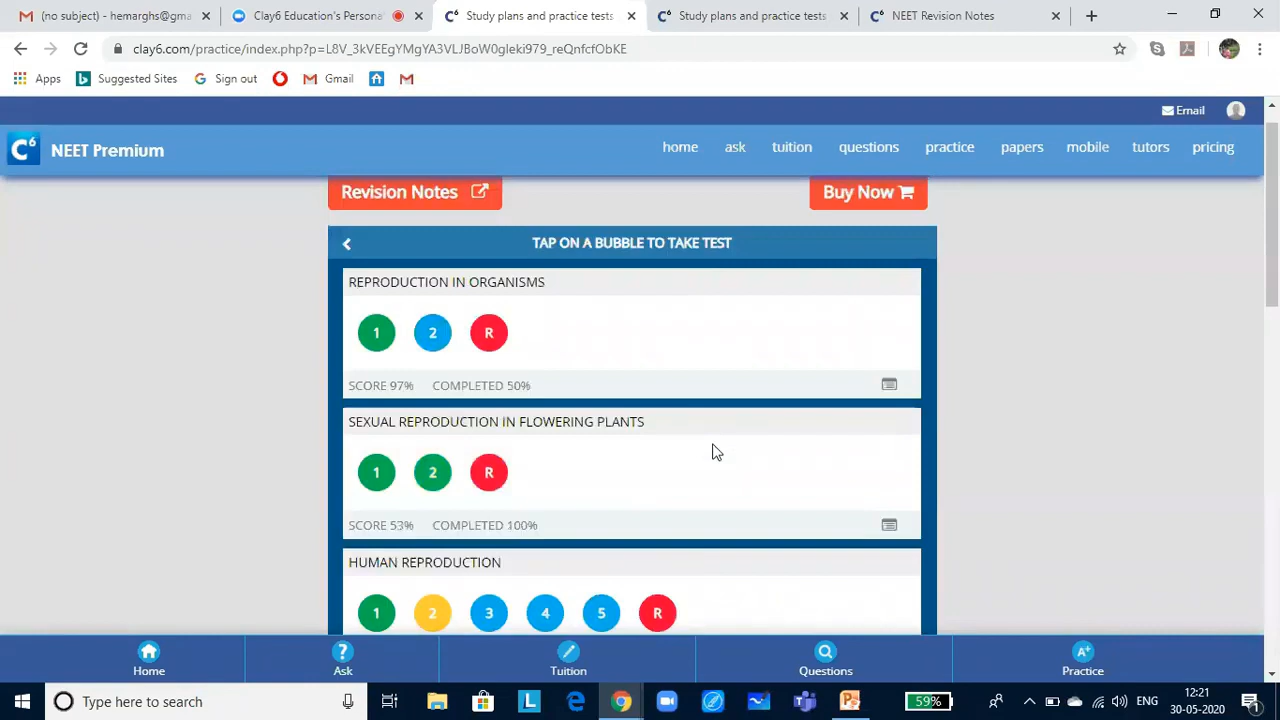 (no subject) - hemarghs@gma
Clay6 Education's Persona
Study plans and practice tests
Study plans and practice tests
NEET Revision Notes
clay6.com/practice/index.php?p=L8V_3kVEEgYMgYA3VLJBoW0gIeki979_reQnfcfObKE
Apps
Suggested Sites
Sign out
Gmail
Email
C6
NEET Premium
home
ask
tuition
questions
practice
papers
mobile
tutors
pricing
Revision Notes
Buy Now
TAP ON A BUBBLE TO TAKE TEST
REPRODUCTION IN ORGANISMS
1 2 R
SCORE 97% COMPLETED 50%
SEXUAL REPRODUCTION IN FLOWERING PLANTS
1 2 R
SCORE 53% COMPLETED 100%
HUMAN REPRODUCTION
1 2 3 4 5 R
Home
Ask
Tuition
Questions
Practice
Type here to search
59%
ENG
12:21
30-05-2020